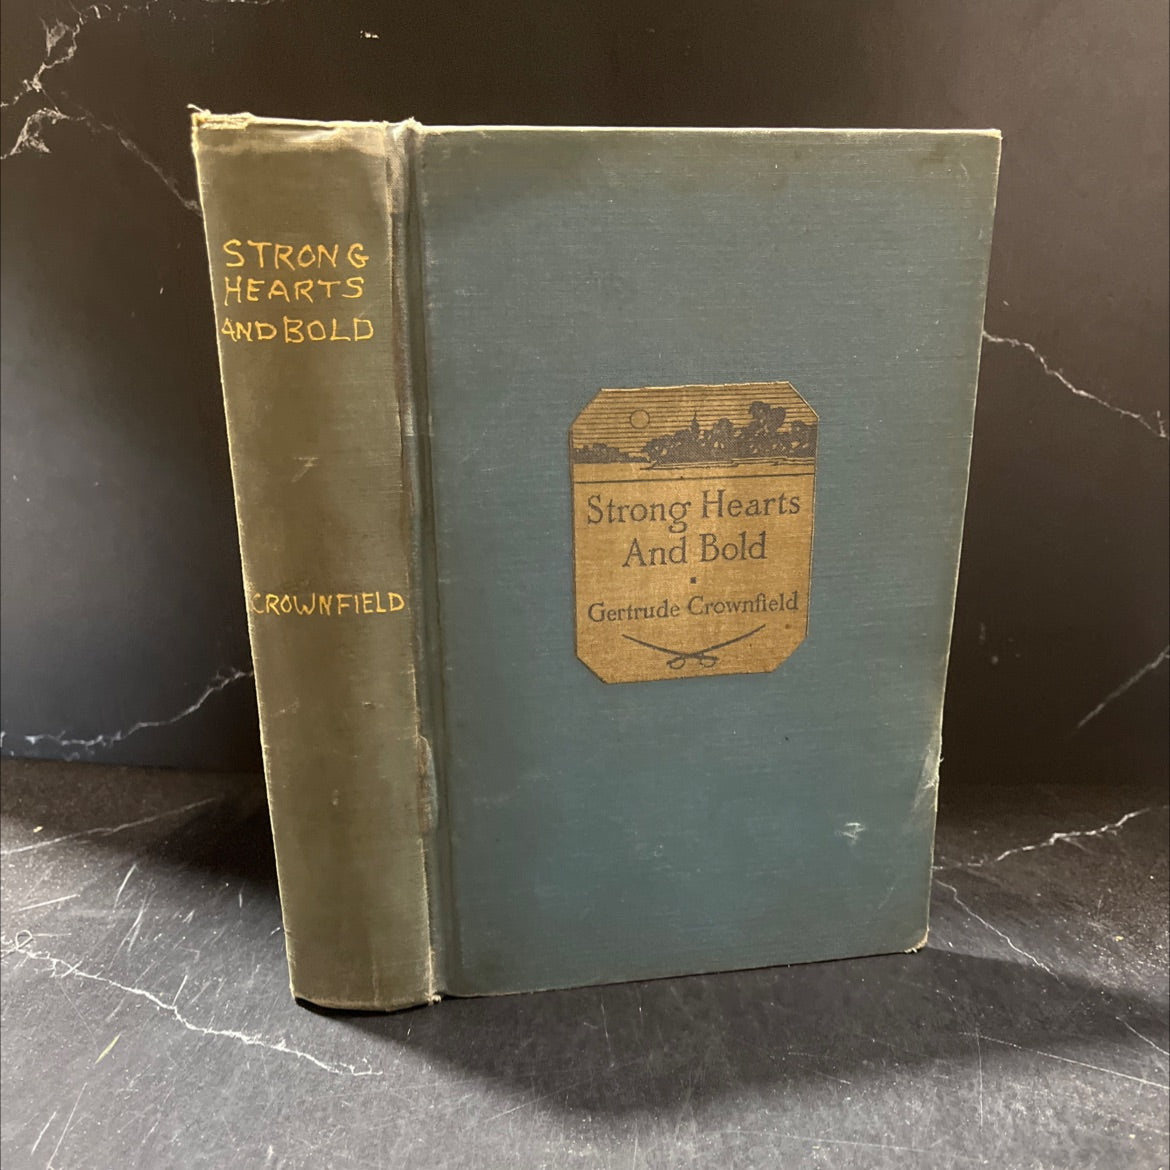 STRONG
HEARTS
AND BOLD
CROWNFIELD
Strong Hearts
And Bold
Gertrude Crownfield